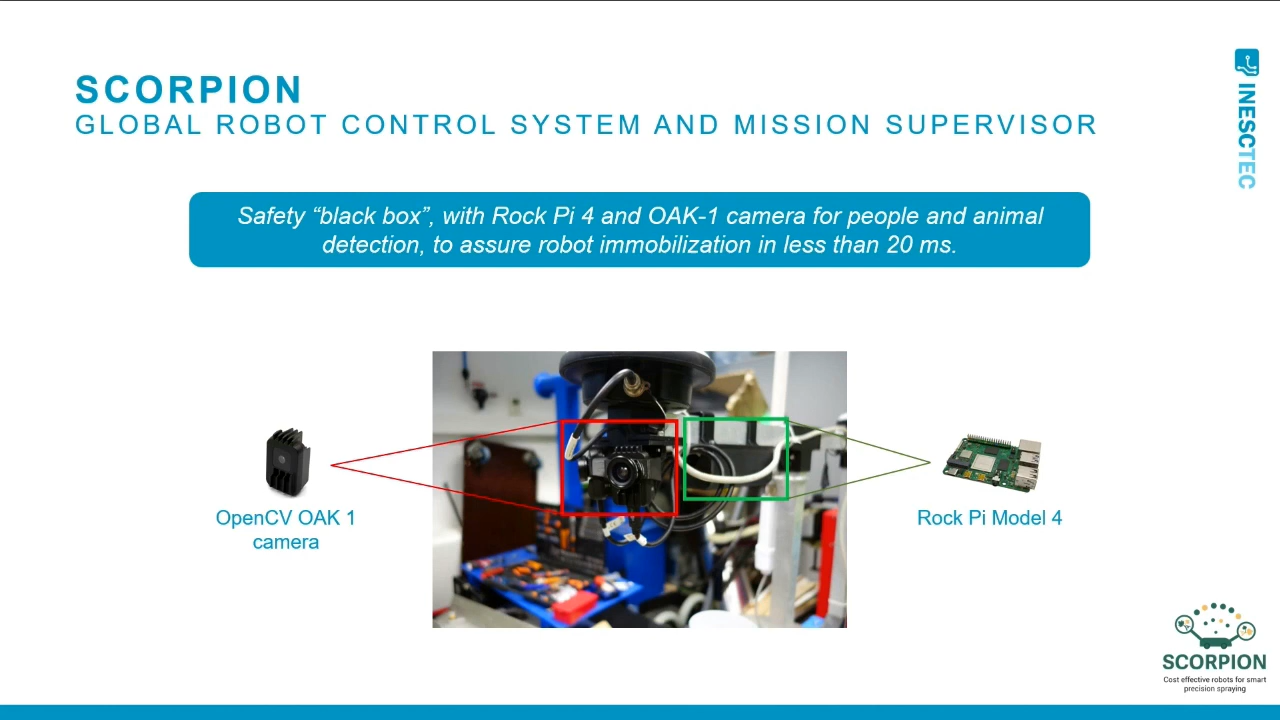 SCORPION
GLOBAL ROBOT CONTROL SYSTEM AND MISSION SUPERVISOR
INESCTEC
Safety “black box”, with Rock Pi 4 and OAK-1 camera for people and animal
detection, to assure robot immobilization in less than 20 ms.
OpenCV OAK 1
camera
Rock Pi Model 4
SCORPION
Cost effective robots for smart
precision spraying